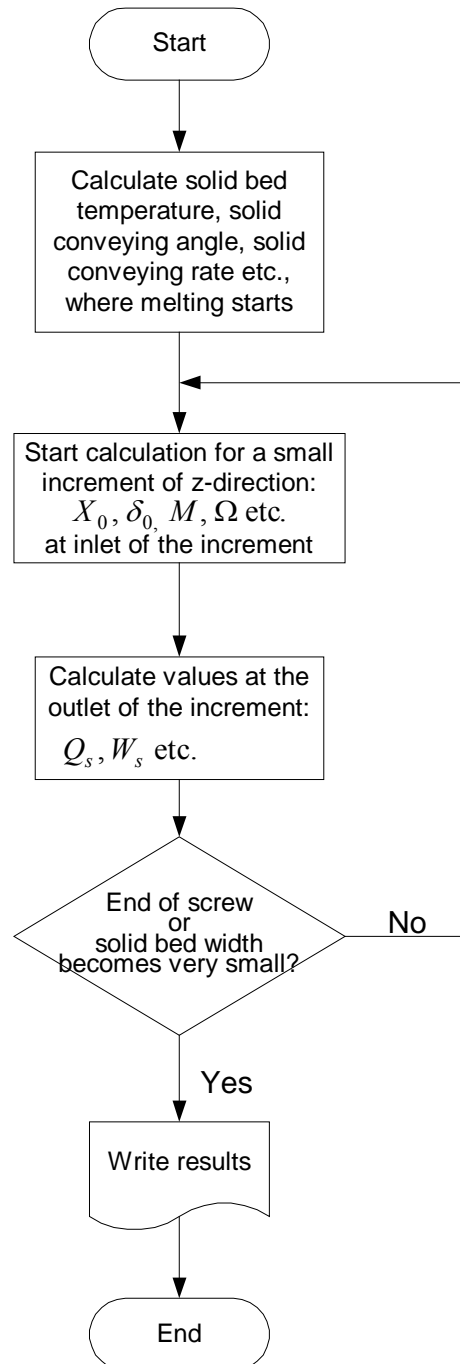 Start
Calculate solid bed
temperature, solid
conveying angle, solid
conveying rate etc.,
where melting starts
Start calculation for a small
increment of z-direction:
X₀, δ₀, M, Ω etc.
at inlet of the increment
Calculate values at the
outlet of the increment:
Qₛ, Wₛ etc.
End of screw
or
solid bed width
becomes very small?
No
Yes
Write results
End